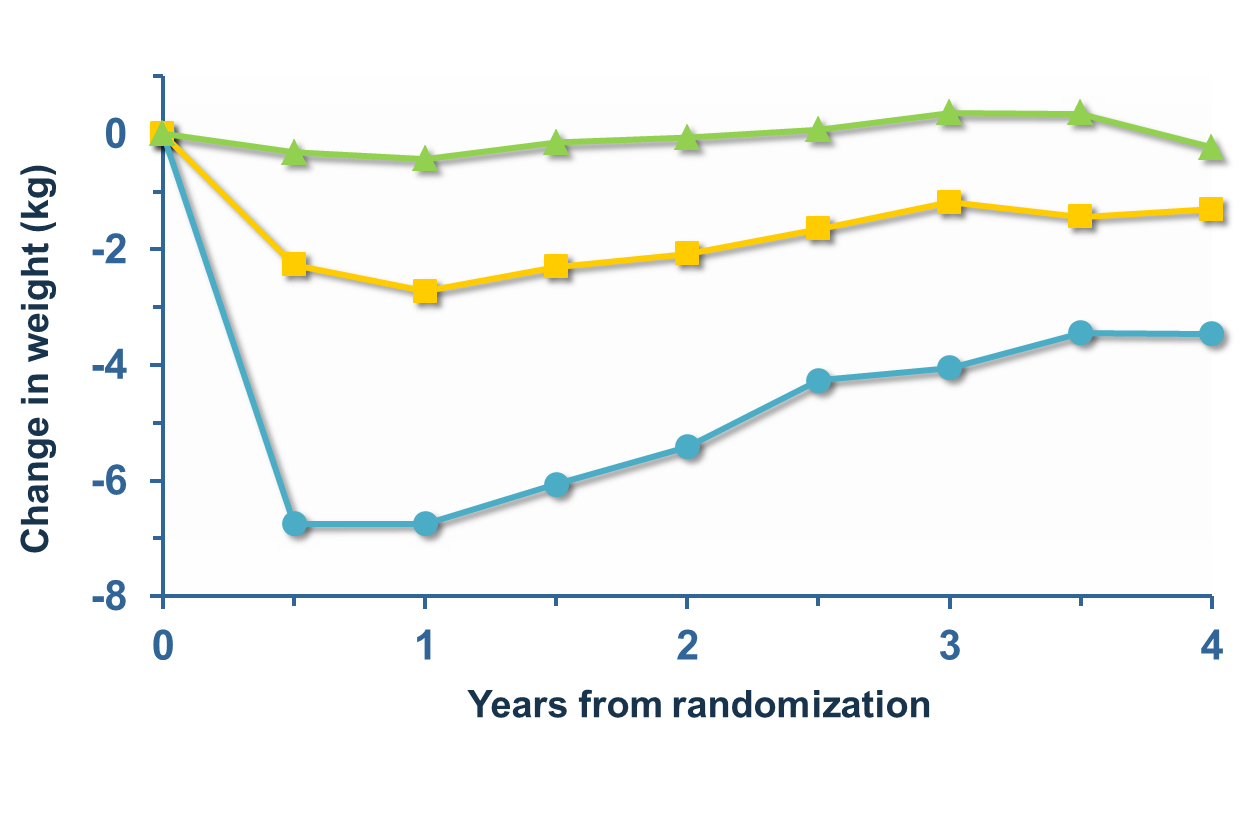 0
-2
-4
-6
-8
Change in weight (kg)
0 1 2 3 4
Years from randomization